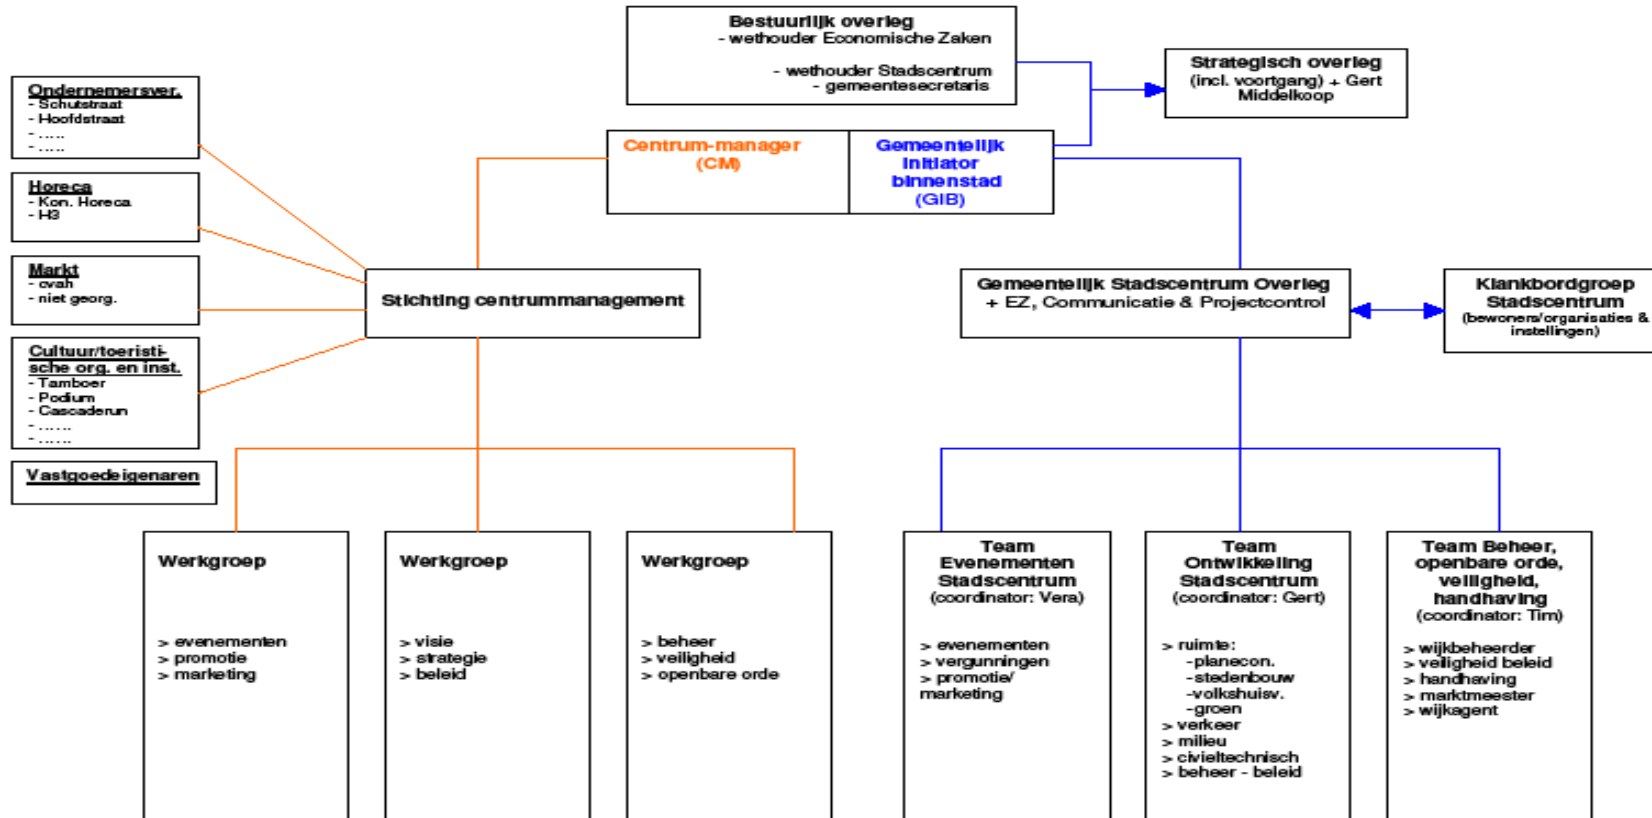 Bestuurlijk overleg
- wethouder Economische Zaken
- wethouder Stadscentrum
- gemeentesecretaris
Strategisch overleg
(incl. voortgang) + Gert
Middelkoop
Ondernemersver.
- Schutstraat
- Hoofdstraat
- .....
- .....
Horeca
- Kon. Horeca
- H3
Markt
- cvah
- niet georg.
Cultuur/toeristi-
sche org. en inst.
- Tamboer
- Podium
- Cascaderun
- ......
- ......
Vastgoedeigenaren
Centrum-manager
(CM)
Gemeentelijk
initiator
binnenstad
(GIB)
Stichting centrummanagement
Gemeentelijk Stadscentrum Overleg
+ EZ, Communicatie & Projectcontrol
Klankbordgroep
Stadscentrum
(bewoners/organisaties &
instellingen)
Werkgroep
> evenementen
> promotie
> marketing
Werkgroep
> visie
> strategie
> beleid
Werkgroep
> beheer
> veiligheid
> openbare orde
Team
Evenementen
Stadscentrum
(coordinator: Vera)
> evenementen
> vergunningen
> promotie/
marketing
Team
Ontwikkeling
Stadscentrum
(coordinator: Gert)
> ruimte:
-planecon.
-stedenbouw
-volkshuisv.
-groen
> verkeer
> milieu
> civieltechnisch
> beheer - beleid
Team Beheer,
openbare orde,
veiligheid,
handhaving
(coordinator: Tim)
> wijkbeheerder
> veiligheid beleid
> handhaving
> marktmeester
> wijkagent